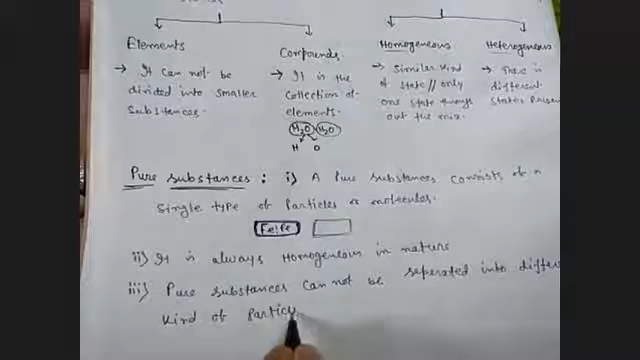 Elements
Compounds.
Homogeneous
Heterogeneous
→ It can not be
divided into smaller
substances.
→ It is the
collection of
elements.
H₂O H₂O
H O
→ Similar kind
of state// only
one state through
out the mix.
→ There is
different
states present
Pure substances : i) A Pure substances consists of a
single type of Particles or molecules.
Fe|Fe
ii) It is always Homogeneous in nature
iii) Pure substances can not be seperated into differ
kind of Particu